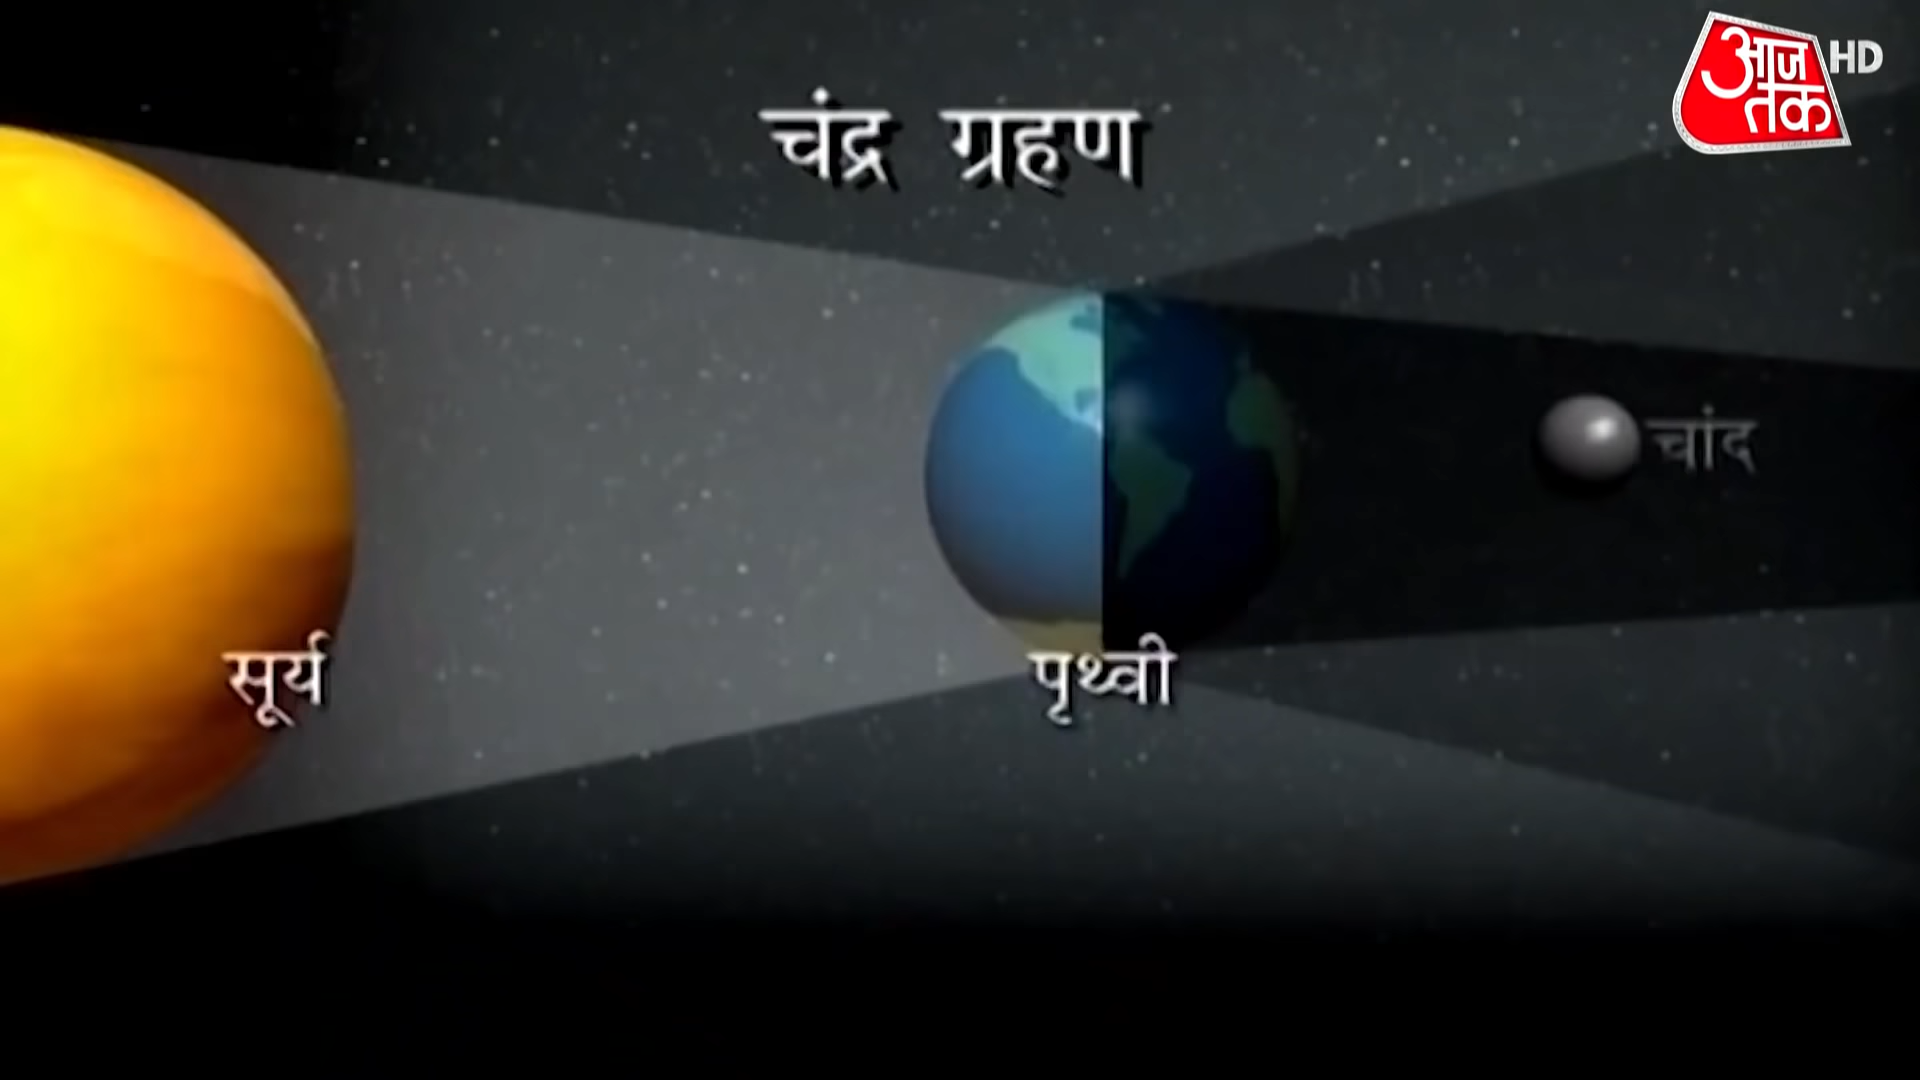 आज
तक
HD
चंद्र ग्रहण
चांद
सूर्य
पृथ्वी